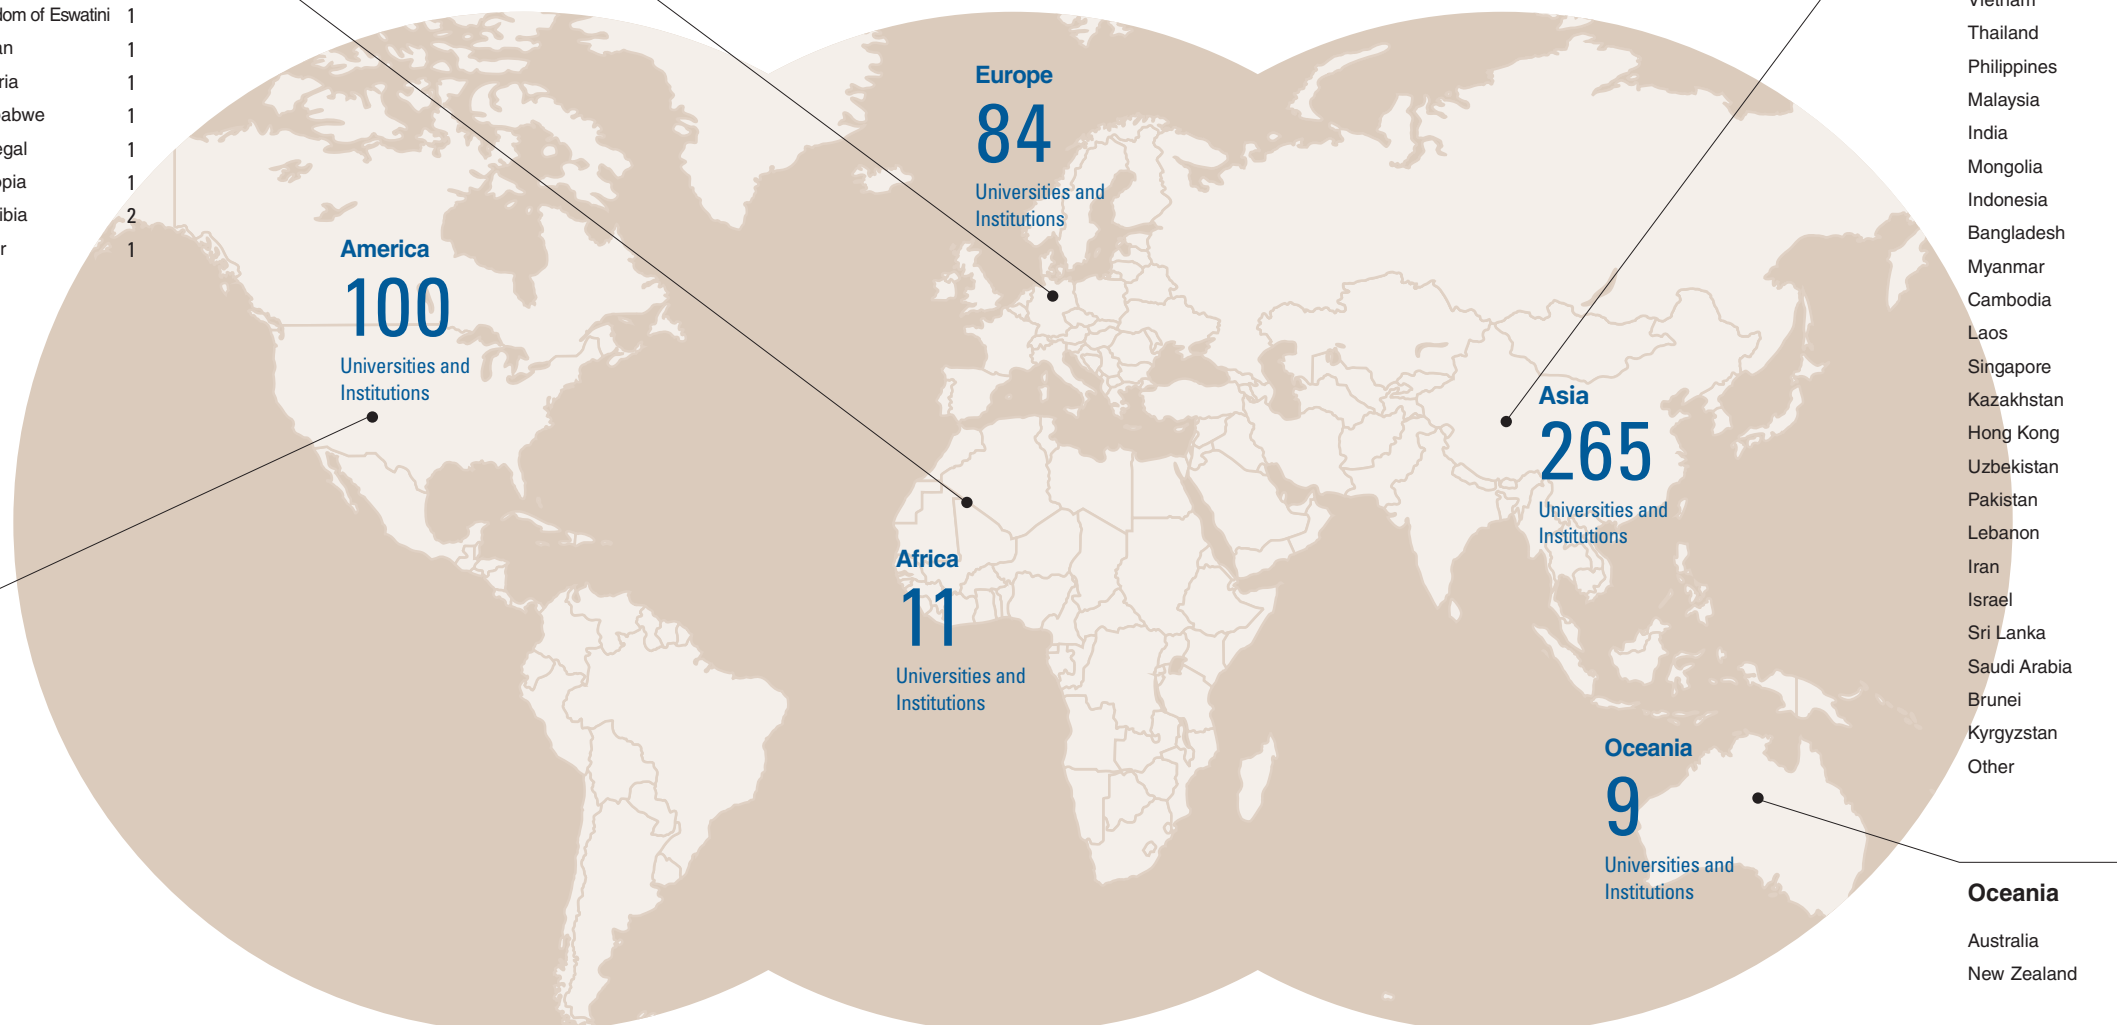 dom of Eswatini 1
an 1
ria 1
abwe 1
egal 1
opia 1
ibia 2
r 1
Europe
84
Universities and
Institutions
America
100
Universities and
Institutions
Asia
265
Universities and
Institutions
Africa
11
Universities and
Institutions
Oceania
9
Universities and
Institutions
Vietnam
Thailand
Philippines
Malaysia
India
Mongolia
Indonesia
Bangladesh
Myanmar
Cambodia
Laos
Singapore
Kazakhstan
Hong Kong
Uzbekistan
Pakistan
Lebanon
Iran
Israel
Sri Lanka
Saudi Arabia
Brunei
Kyrgyzstan
Other
Oceania
Australia
New Zealand